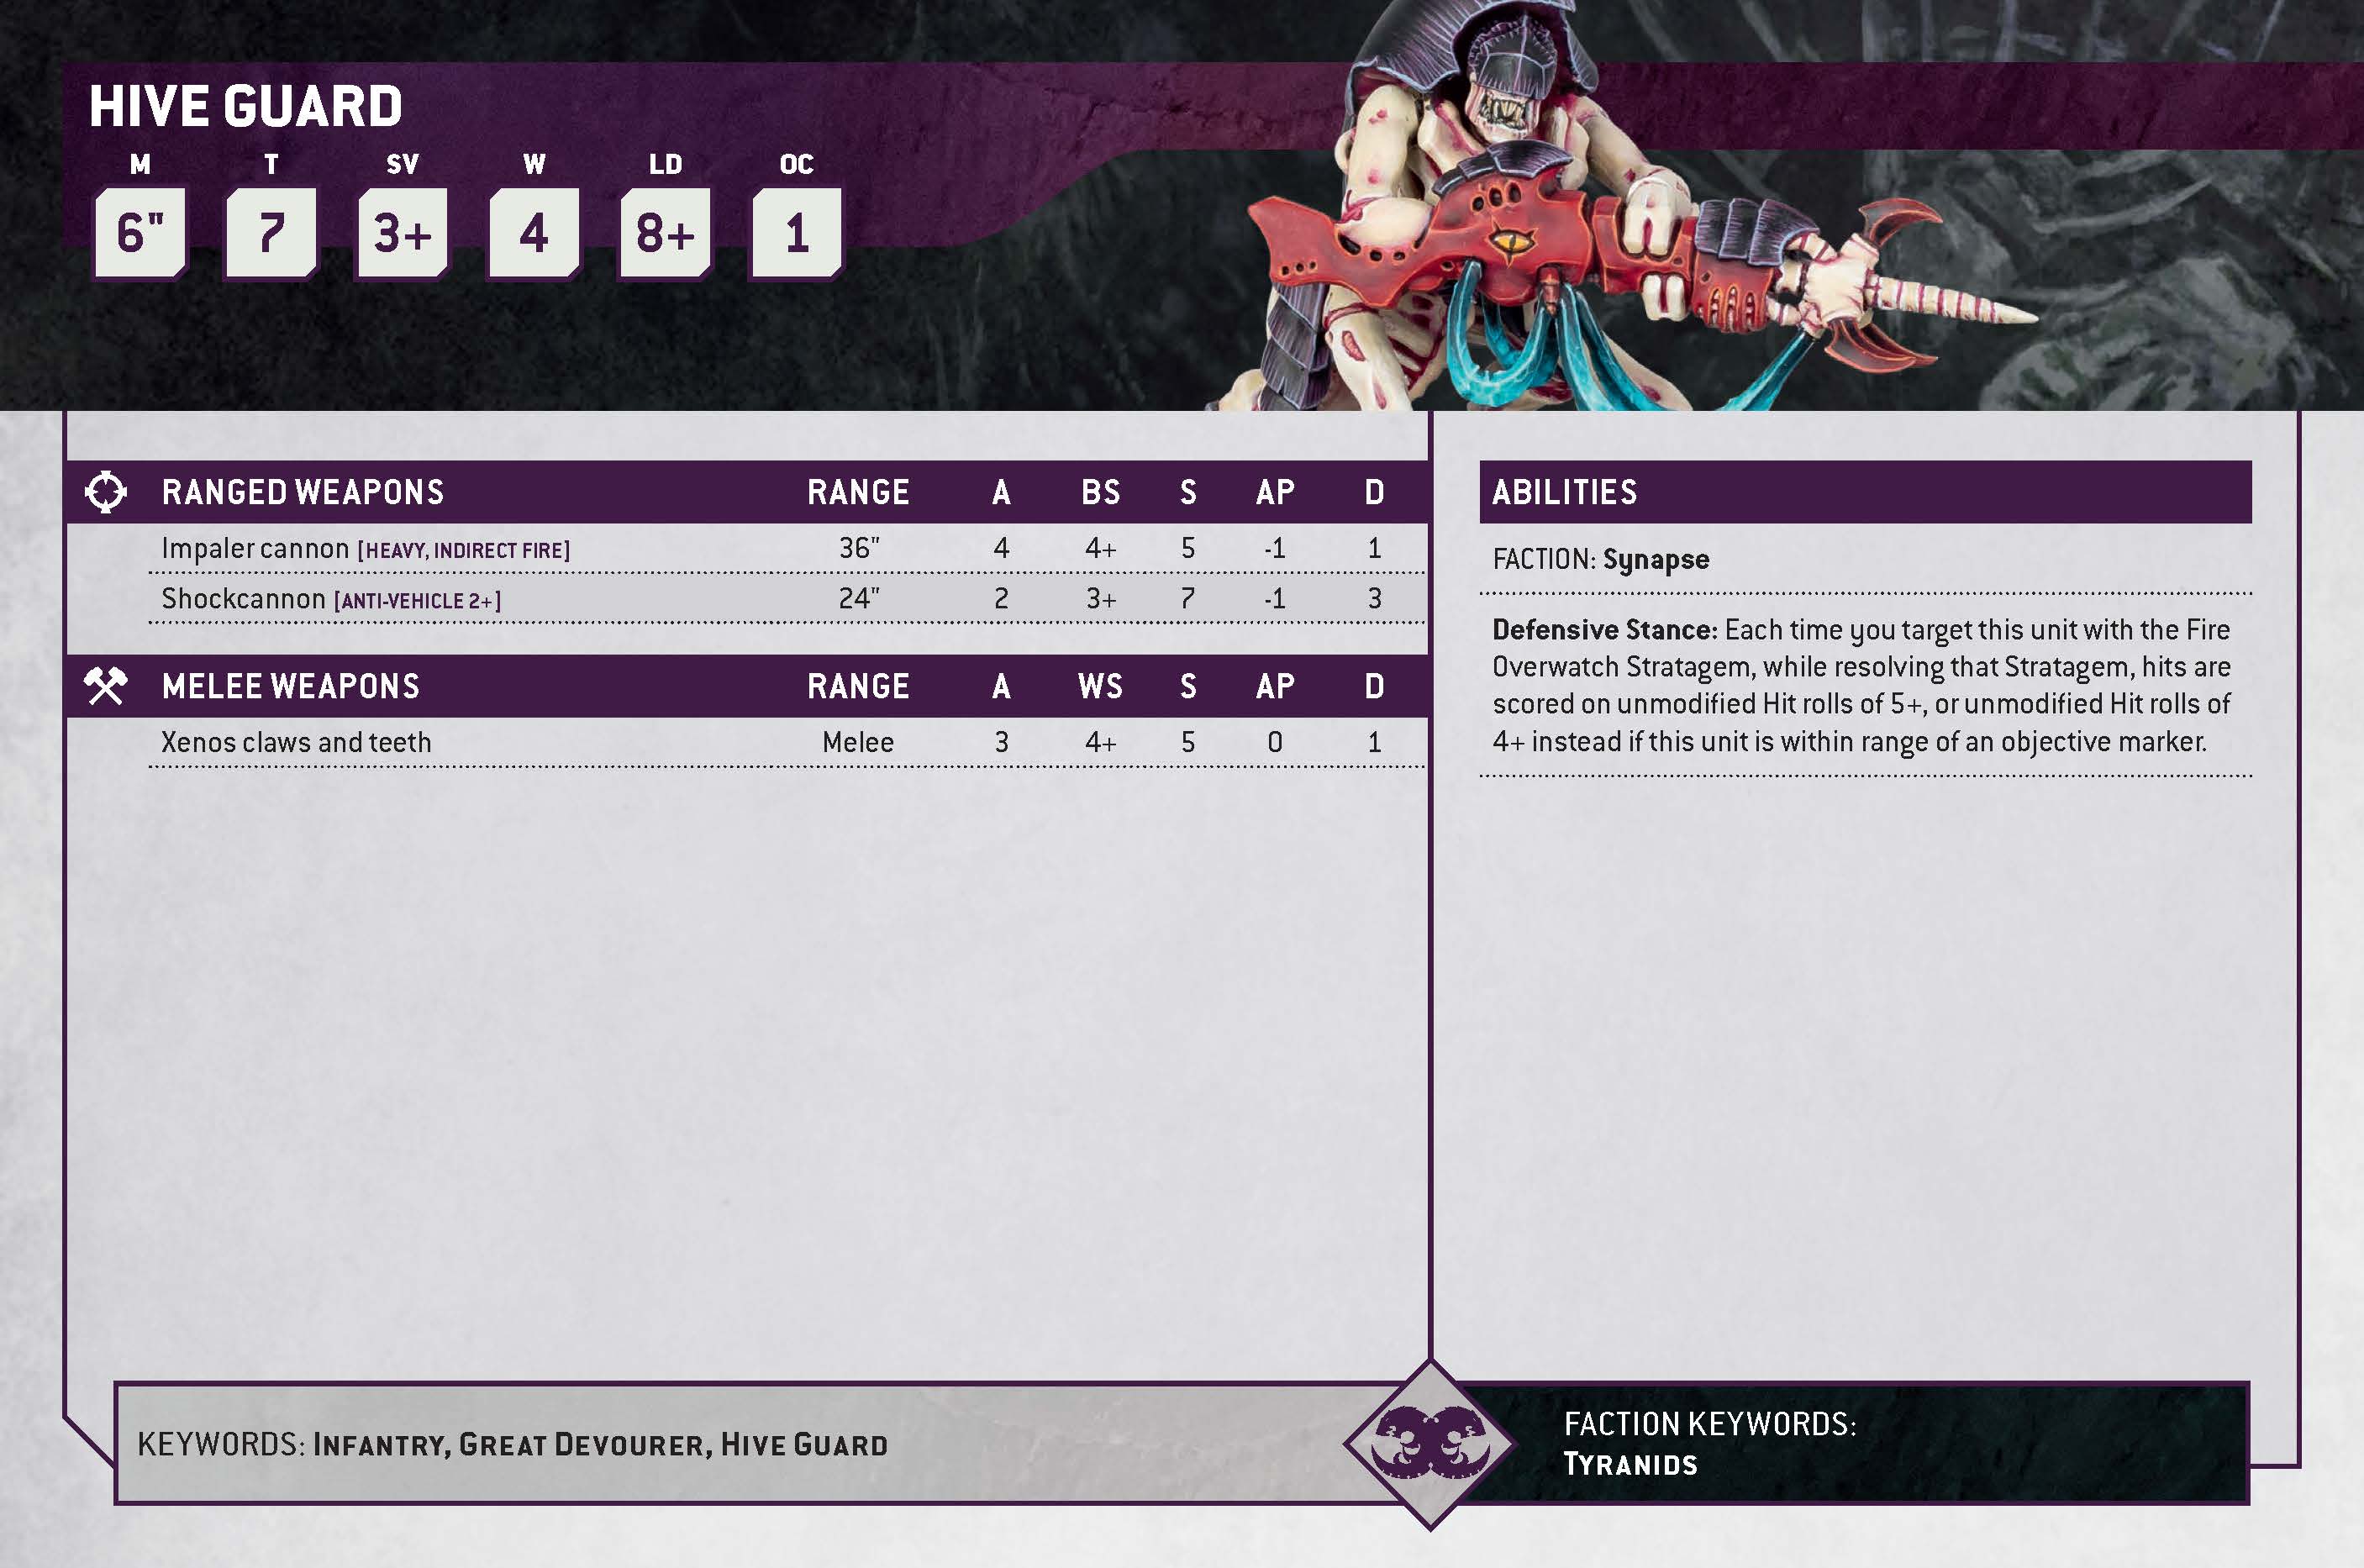 HIVE GUARD
M T SV W LD OC
6" 7 3+ 4 8+ 1
RANGED WEAPONS RANGE A BS S AP D
Impaler cannon [HEAVY, INDIRECT FIRE] 36" 4 4+ 5 -1 1
Shockcannon [ANTI-VEHICLE 2+] 24" 2 3+ 7 -1 3
MELEE WEAPONS RANGE A WS S AP D
Xenos claws and teeth Melee 3 4+ 5 0 1
ABILITIES
FACTION: Synapse
Defensive Stance: Each time you target this unit with the Fire
Overwatch Stratagem, while resolving that Stratagem, hits are
scored on unmodified Hit rolls of 5+, or unmodified Hit rolls of
4+ instead if this unit is within range of an objective marker.
KEYWORDS: INFANTRY, GREAT DEVOURER, HIVE GUARD
FACTION KEYWORDS:
TYRANIDS